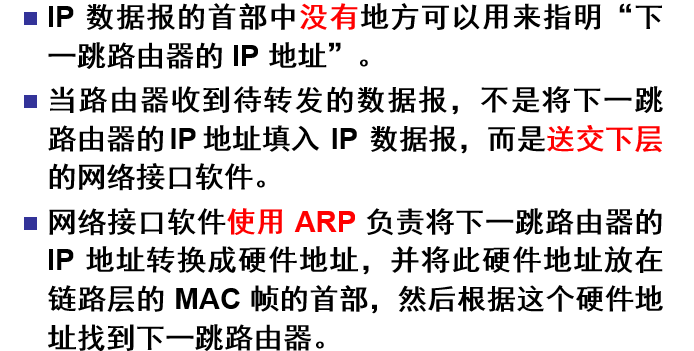 IP 数据报的首部中没有地方可以用来指明“下
一跳路由器的 IP 地址”。
当路由器收到待转发的数据报，不是将下一跳
路由器的 IP 地址填入 IP 数据报，而是送交下层
的网络接口软件。
网络接口软件使用 ARP 负责将下一跳路由器的
IP 地址转换成硬件地址，并将此硬件地址放在
链路层的 MAC 帧的首部，然后根据这个硬件地
址找到下一跳路由器。